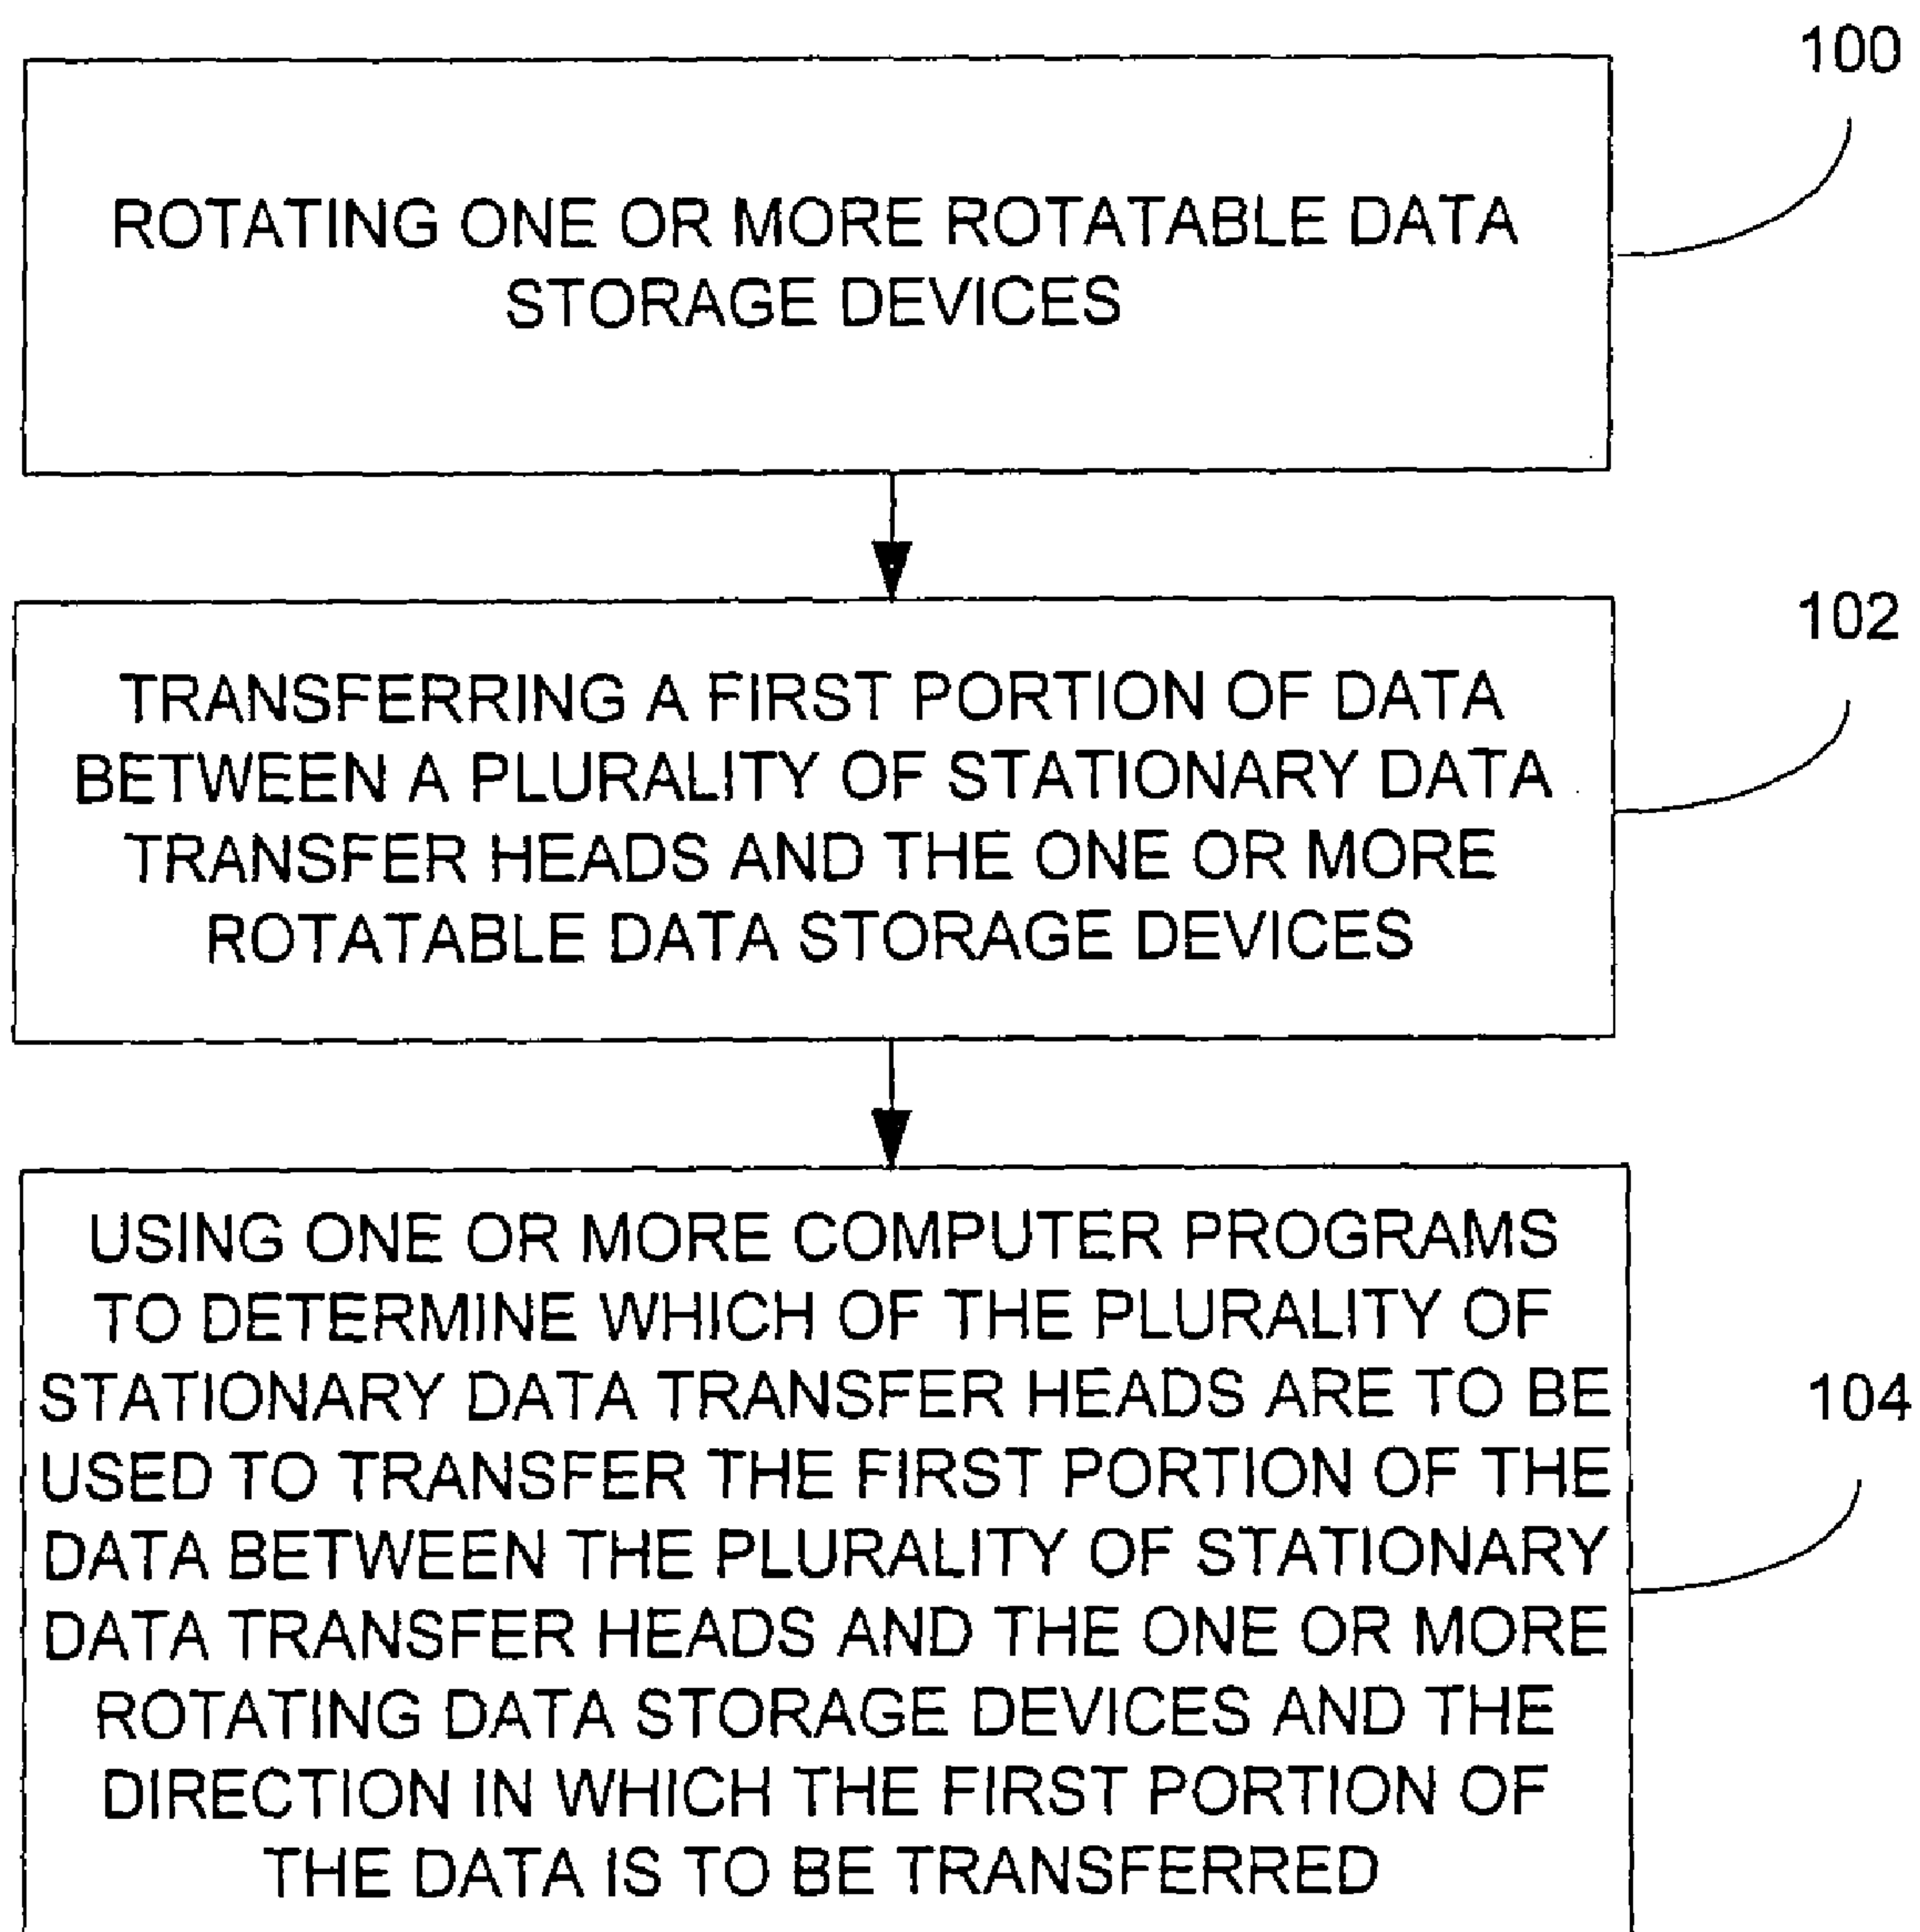 100
ROTATING ONE OR MORE ROTATABLE DATA
STORAGE DEVICES
102
TRANSFERRING A FIRST PORTION OF DATA
BETWEEN A PLURALITY OF STATIONARY DATA
TRANSFER HEADS AND THE ONE OR MORE
ROTATABLE DATA STORAGE DEVICES
USING ONE OR MORE COMPUTER PROGRAMS
TO DETERMINE WHICH OF THE PLURALITY OF
STATIONARY DATA TRANSFER HEADS ARE TO BE
104
USED TO TRANSFER THE FIRST PORTION OF THE
DATA BETWEEN THE PLURALITY OF STATIONARY
DATA TRANSFER HEADS AND THE ONE OR MORE
ROTATING DATA STORAGE DEVICES AND THE
DIRECTION IN WHICH THE FIRST PORTION OF
THE DATA IS TO BE TRANSFERRED